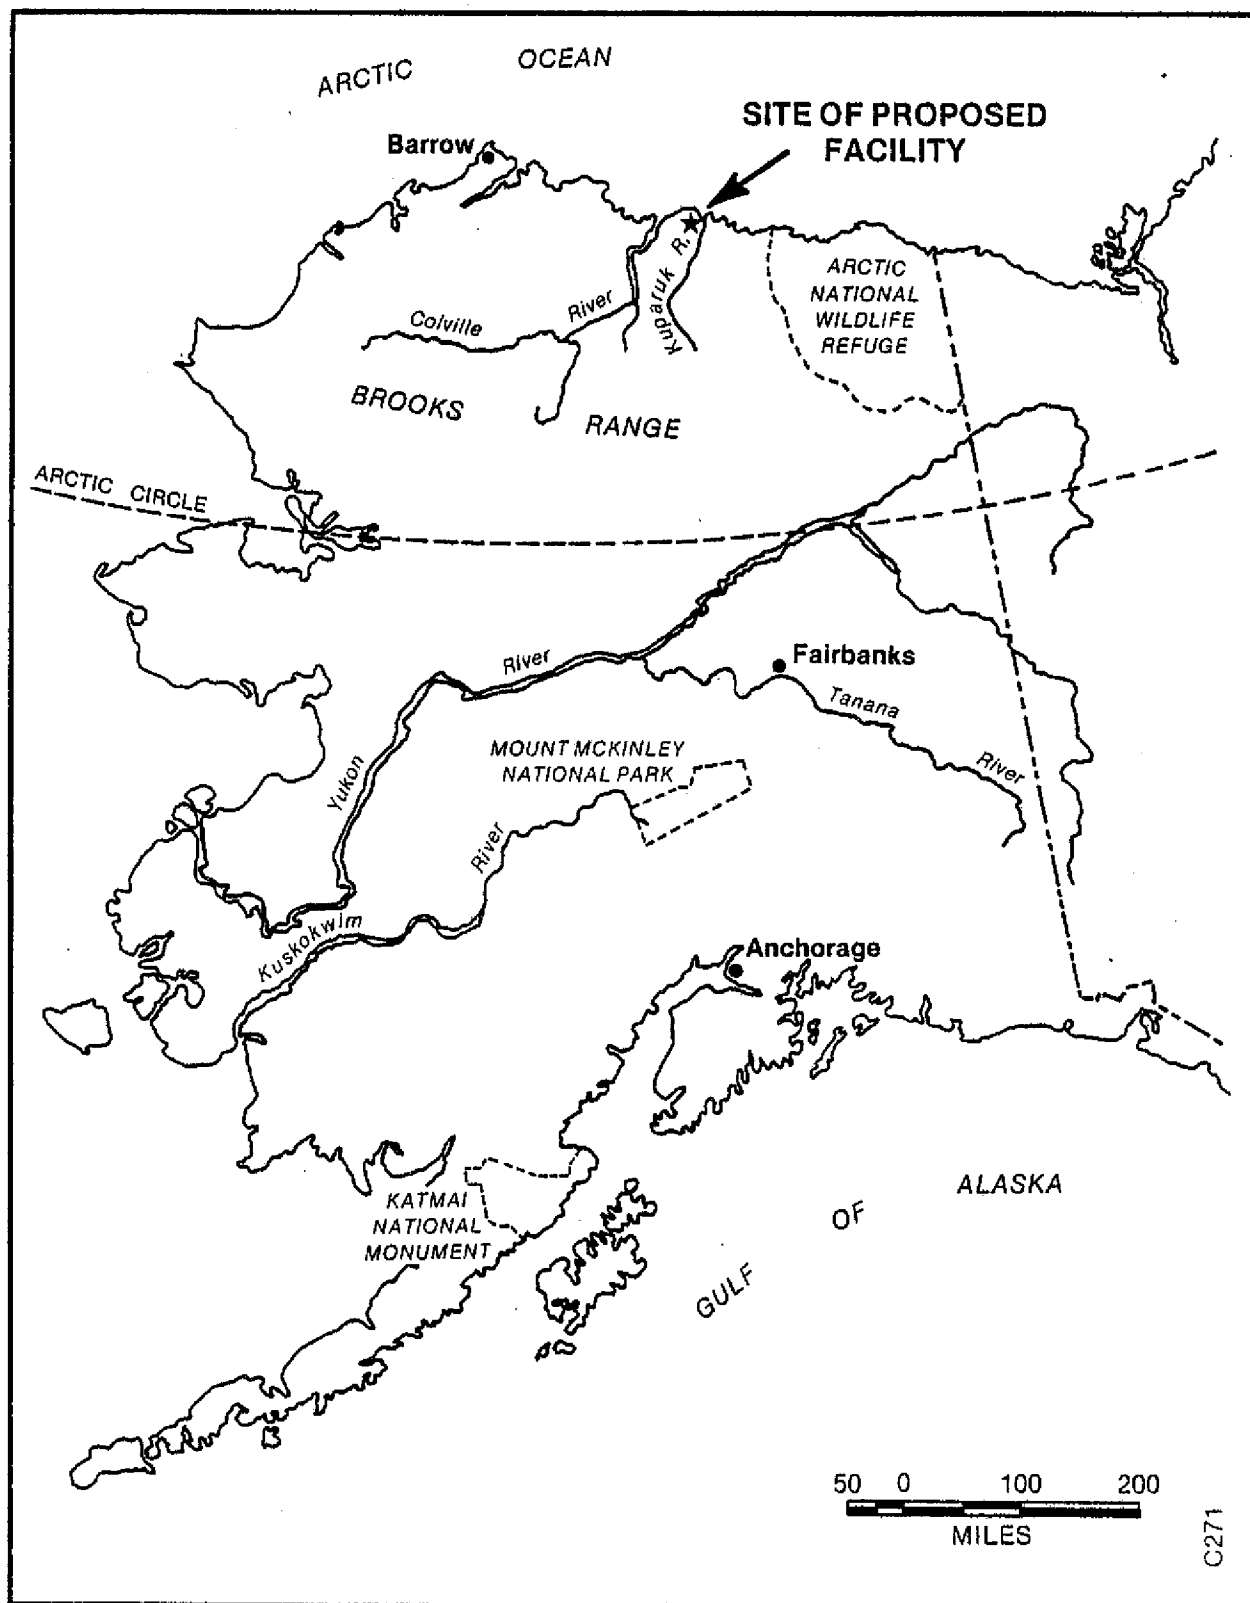 ARCTIC OCEAN
SITE OF PROPOSED
FACILITY
Barrow
Kuparuk R.
ARCTIC
NATIONAL
WILDLIFE
REFUGE
Colville River
BROOKS RANGE
ARCTIC CIRCLE
River
Fairbanks
Tanana
River
MOUNT MCKINLEY
NATIONAL PARK
Yukon
River
Kuskokwim
Anchorage
KATMAI
NATIONAL
MONUMENT
GULF OF ALASKA
50 0 100 200
MILES
C271